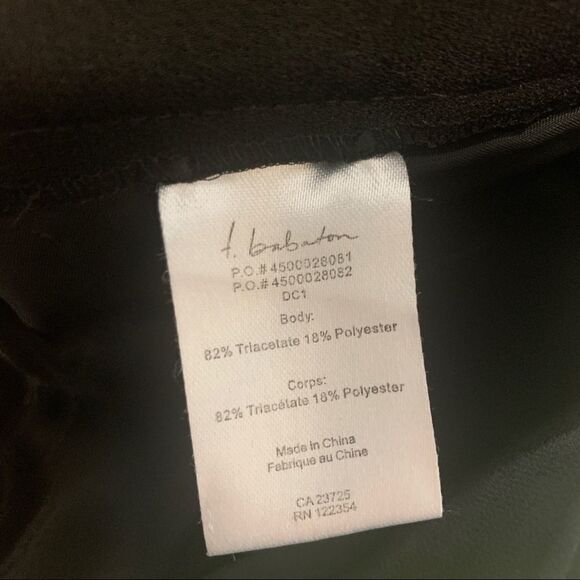 t. babaton
P.O.# 4500028081
P.O.# 4500028082
DC1
Body:
82% Triacetate 18% Polyester
Corps:
82% Triacétate 18% Polyester
Made in China
Fabrique au Chine
CA 23725
RN 122354